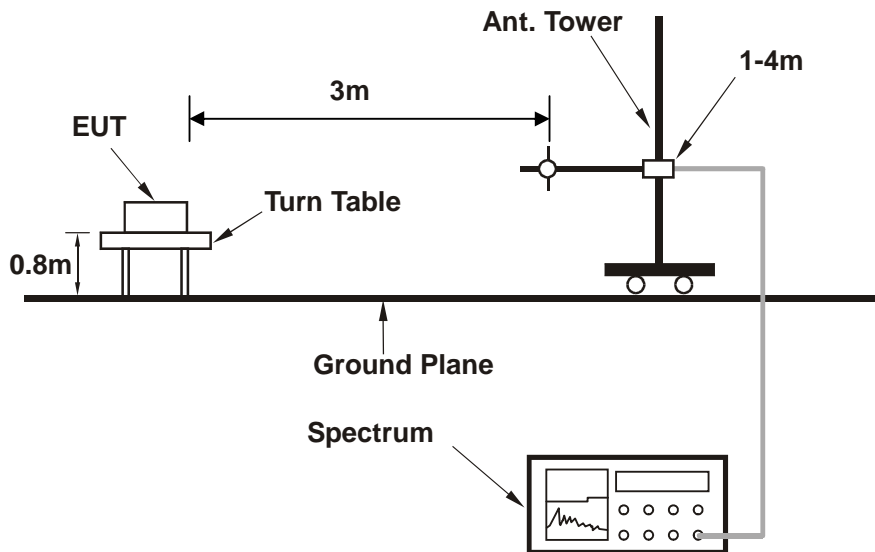 Ant. Tower
1-4m
3m
EUT
Turn Table
0.8m
Ground Plane
Spectrum